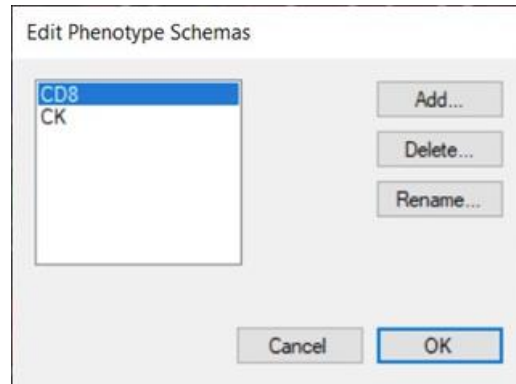 Edit Phenotype Schemas
CD8
CK
Add...
Delete...
Rename...
Cancel
OK